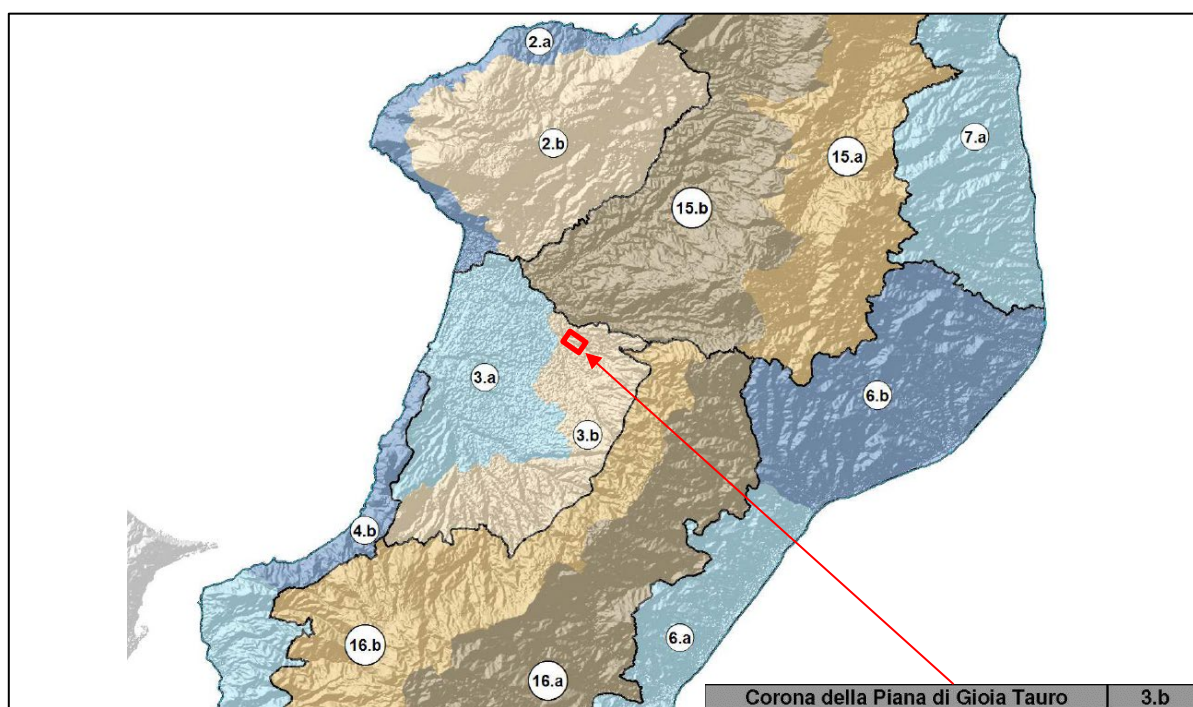 2.a
7.a
2.b
15.a
15.b
3.a
6.b
3.b
4.b
6.a
16.b
16.a
Corona della Piana di Gioia Tauro 3.b